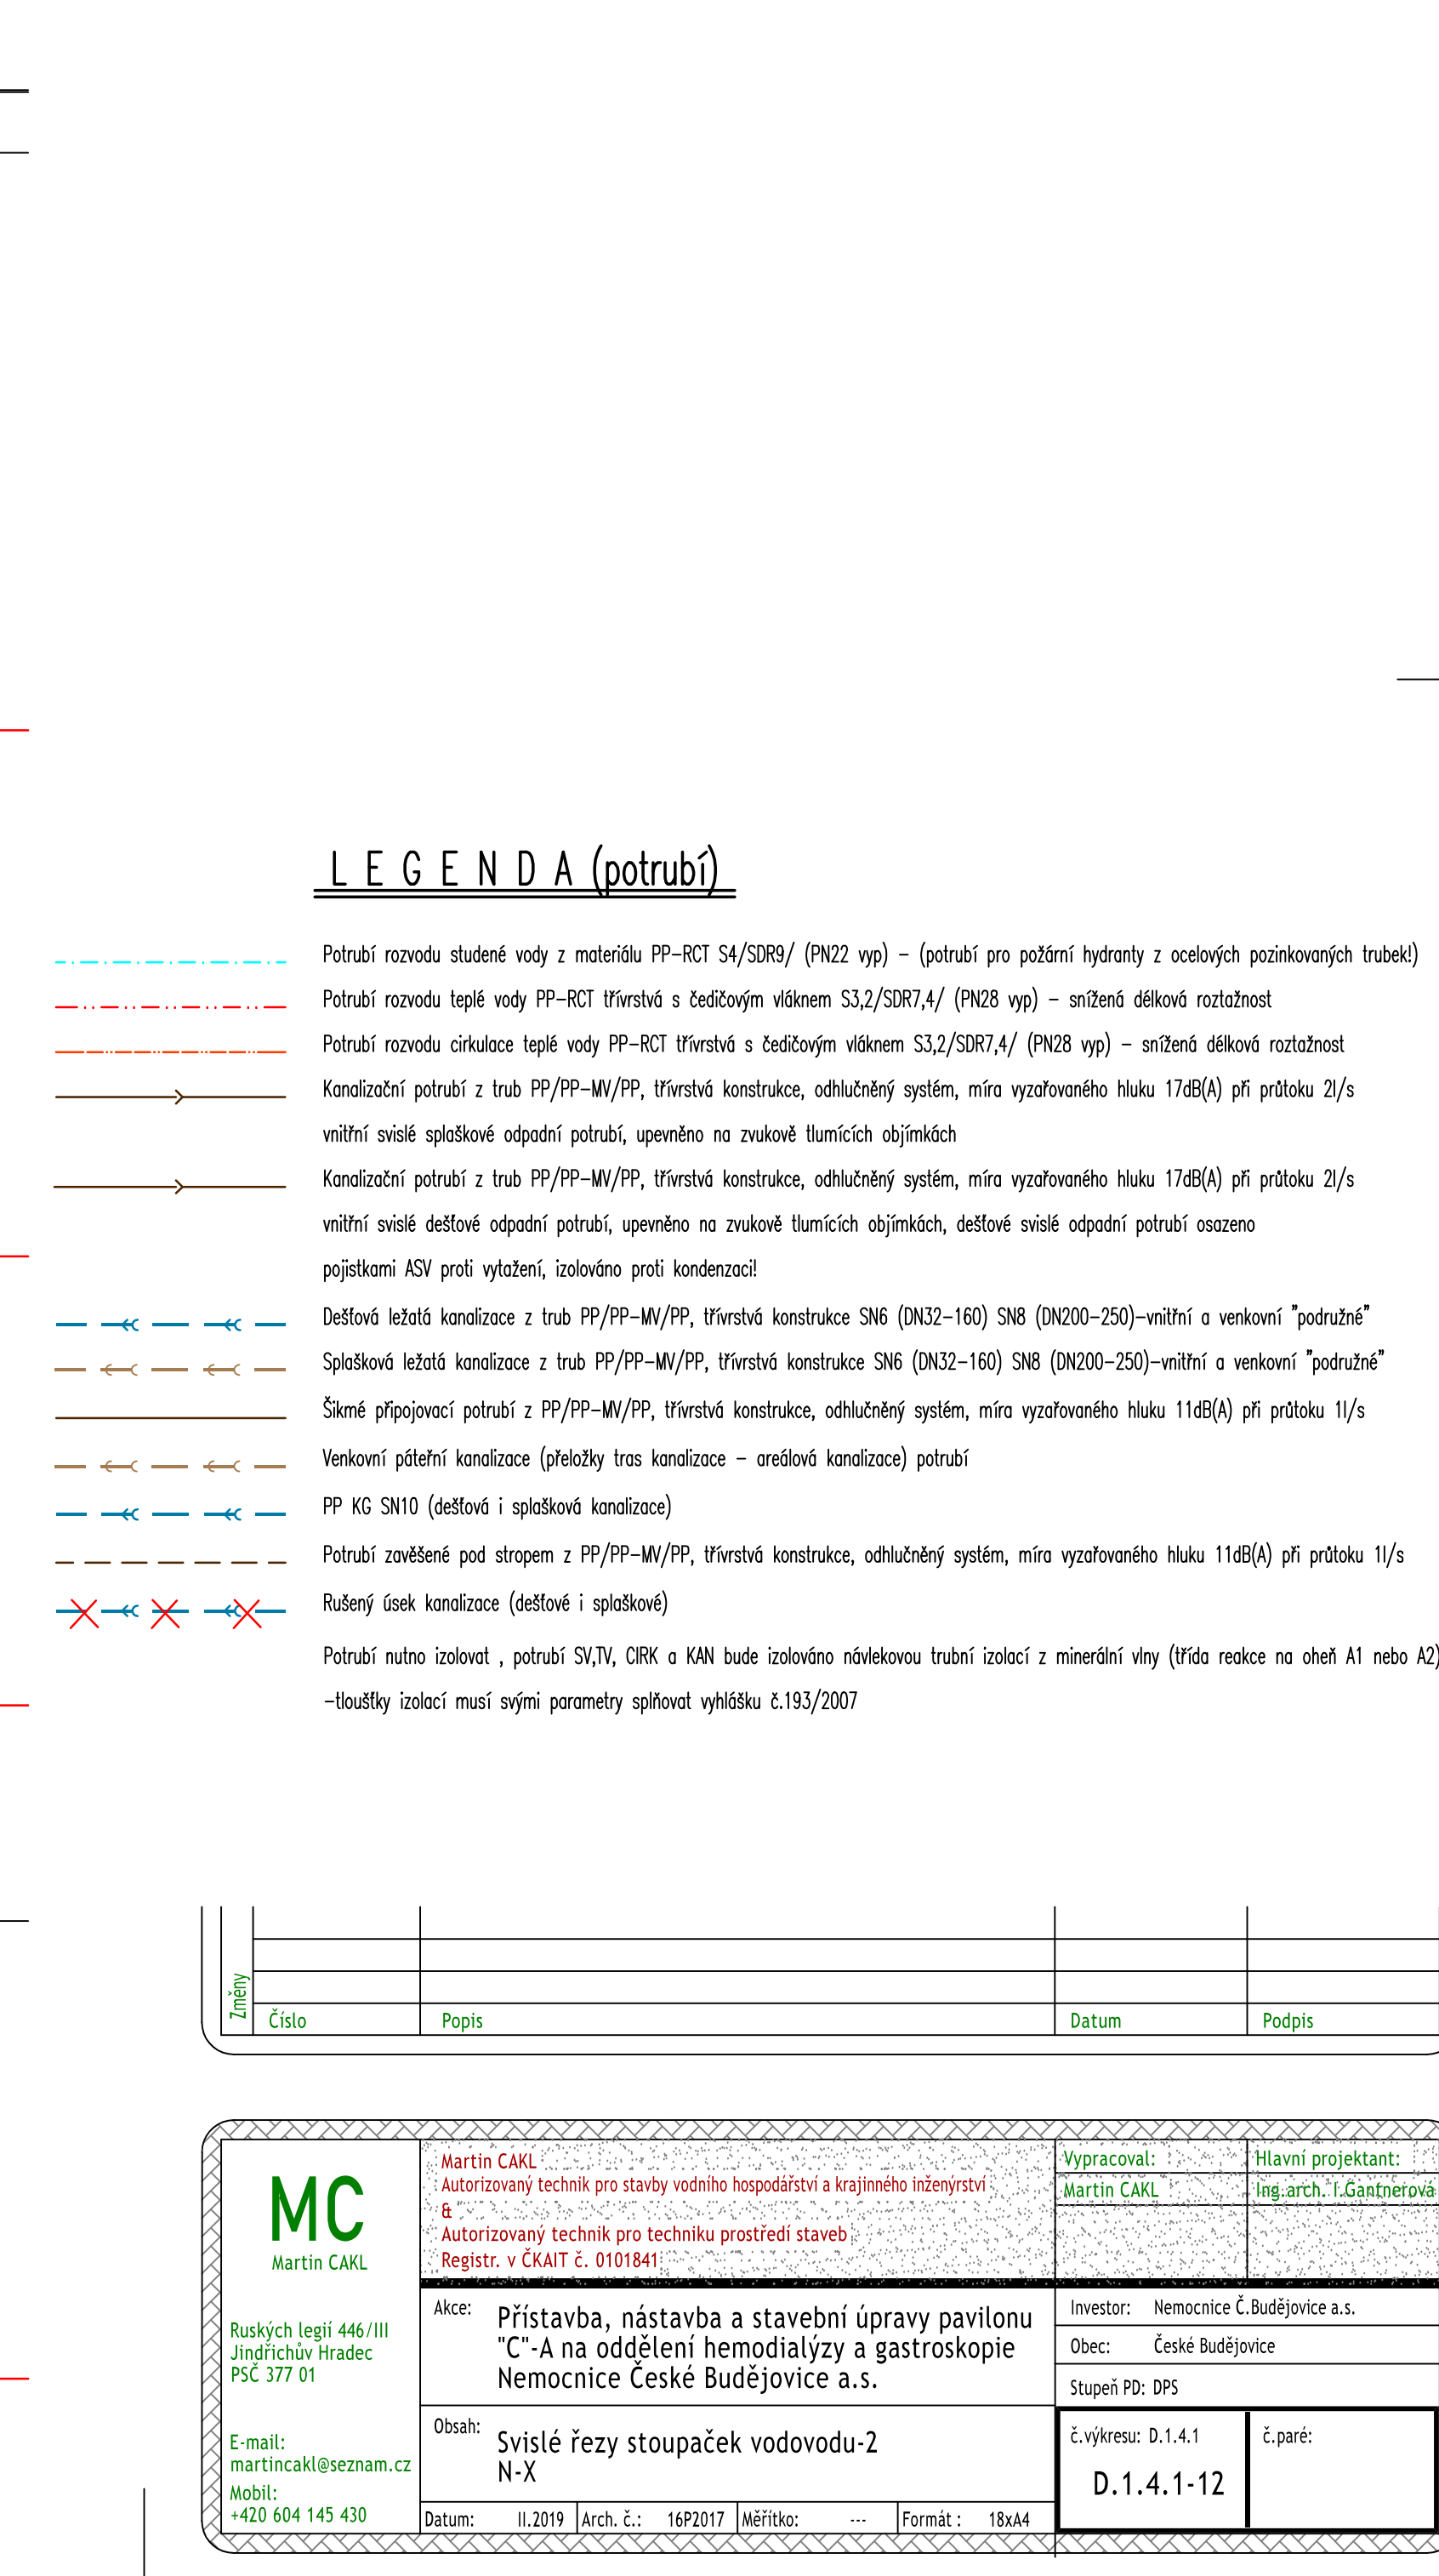 L E G E N D A (potrubí)
Potrubí rozvodu studené vody z materiálu PP-RCT S4/SDR9/ (PN22 vyp) - (potrubí pro požární hydranty z ocelových pozinkovaných trubek!)
Potrubí rozvodu teplé vody PP-RCT třívrstvá s čedičovým vláknem S3,2/SDR7,4/ (PN28 vyp) - snížená délková roztažnost
Potrubí rozvodu cirkulace teplé vody PP-RCT třívrstvá s čedičovým vláknem S3,2/SDR7,4/ (PN28 vyp) - snížená délková roztažnost
Kanalizační potrubí z trub PP/PP-MV/PP, třívrstvá konstrukce, odhlučněný systém, míra vyzařovaného hluku 17dB(A) při průtoku 2l/s
vnitřní svislé splaškové odpadní potrubí, upevněno na zvukově tlumících objímkách
Kanalizační potrubí z trub PP/PP-MV/PP, třívrstvá konstrukce, odhlučněný systém, míra vyzařovaného hluku 17dB(A) při průtoku 2l/s
vnitřní svislé dešťové odpadní potrubí, upevněno na zvukově tlumících objímkách, dešťové svislé odpadní potrubí osazeno
pojistkami ASV proti vytažení, izolováno proti kondenzaci!
Dešťová ležatá kanalizace z trub PP/PP-MV/PP, třívrstvá konstrukce SN6 (DN32-160) SN8 (DN200-250)-vnitřní a venkovní "podružné"
Splašková ležatá kanalizace z trub PP/PP-MV/PP, třívrstvá konstrukce SN6 (DN32-160) SN8 (DN200-250)-vnitřní a venkovní "podružné"
Šikmé připojovací potrubí z PP/PP-MV/PP, třívrstvá konstrukce, odhlučněný systém, míra vyzařovaného hluku 11dB(A) při průtoku 1l/s
Venkovní páteřní kanalizace (přeložky tras kanalizace - areálová kanalizace) potrubí
PP KG SN10 (dešťová i splašková kanalizace)
Potrubí zavěšené pod stropem z PP/PP-MV/PP, třívrstvá konstrukce, odhlučněný systém, míra vyzařovaného hluku 11dB(A) při průtoku 1l/s
Rušený úsek kanalizace (dešťové i splaškové)
Potrubí nutno izolovat , potrubí SV,TV, CIRK a KAN bude izolováno návlekovou trubní izolací z minerální vlny (třída reakce na oheň A1 nebo A2)
-tloušťky izolací musí svými parametry splňovat vyhlášku č.193/2007
Změny
Číslo Popis Datum Podpis
MC
Martin CAKL
Ruských legií 446/III
Jindřichův Hradec
PSČ 377 01
E-mail:
martincakl@seznam.cz
Mobil:
+420 604 145 430
Martin CAKL
Autorizovaný technik pro stavby vodního hospodářství a krajinného inženýrství
&
Autorizovaný technik pro techniku prostředí staveb
Registr. v ČKAIT č. 0101841
Vypracoval:
Martin CAKL
Hlavní projektant:
Ing.arch. I.Gantnerová
Akce:
Přístavba, nástavba a stavební úpravy pavilonu
"C"-A na oddělení hemodialýzy a gastroskopie
Nemocnice České Budějovice a.s.
Investor: Nemocnice Č.Budějovice a.s.
Obec: České Budějovice
Stupeň PD: DPS
Obsah:
Svislé řezy stoupaček vodovodu-2
N-X
č.výkresu: D.1.4.1
D.1.4.1-12
č.paré:
Datum: II.2019 Arch. č.: 16P2017 Měřítko: --- Formát : 18xA4